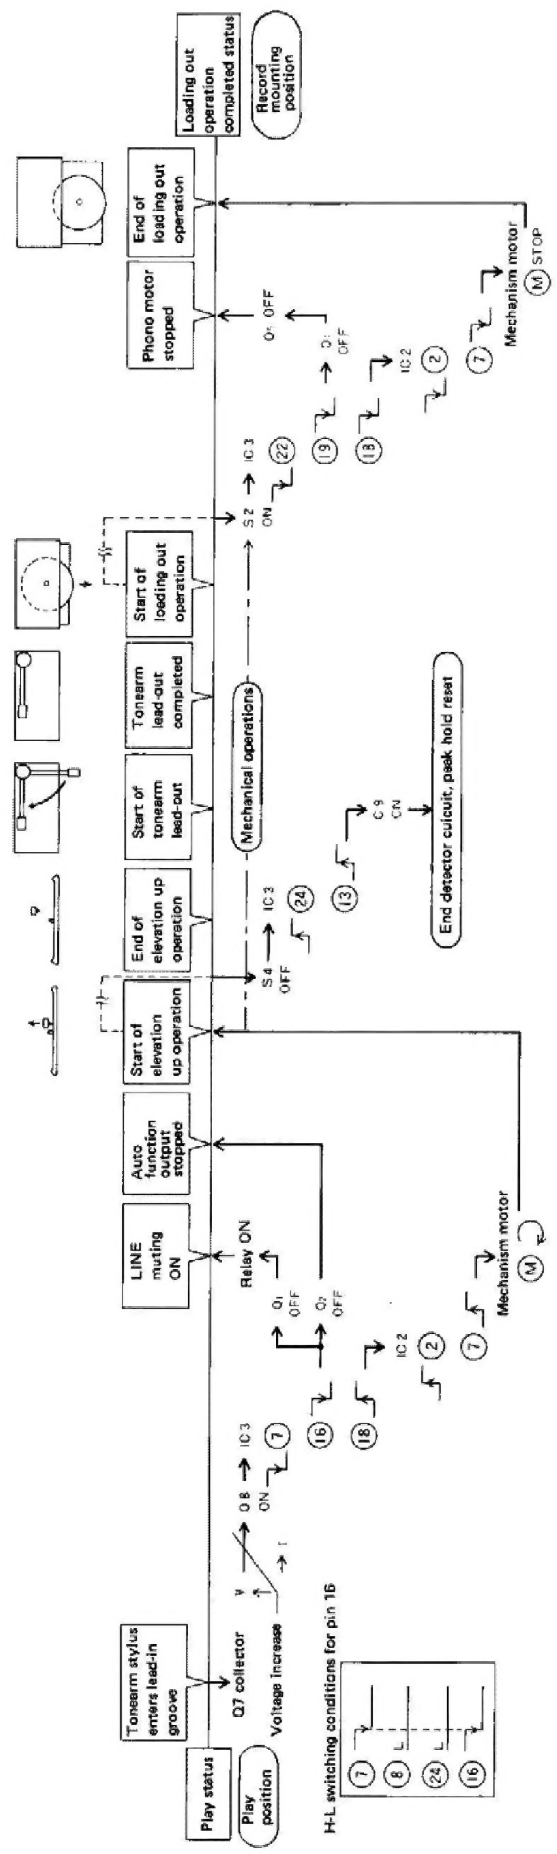 Play status
Play
position
Tonearm stylus
enters lead-in
groove
Q7 collector
Voltage increase
V
T
Q8
ON
IC3
7
16
18
Q1
OFF
Q2
OFF
IC2
2
7
Mechanism motor
M
Relay ON
LINE
muting
ON
Auto
function
output
stopped
Start of
elevation
up operation
S4
OFF
IC3
24
13
Q9
ON
End detector cuicuit, peak hold reset
End of
elevation up
operation
Start of
tonearm
lead-out
Mechanical operations
Tonearm
lead-out
completed
Start of
loading out
operation
S2
ON
IC3
22
19
18
OFF
IC2
2
7
Mechanism motor
M STOP
OFF
Phono motor
stopped
End of
loading out
operation
Loading out
operation
completed status
Record
mounting
position
H-L switching conditions for pin 16
7
8 L
24 L
16